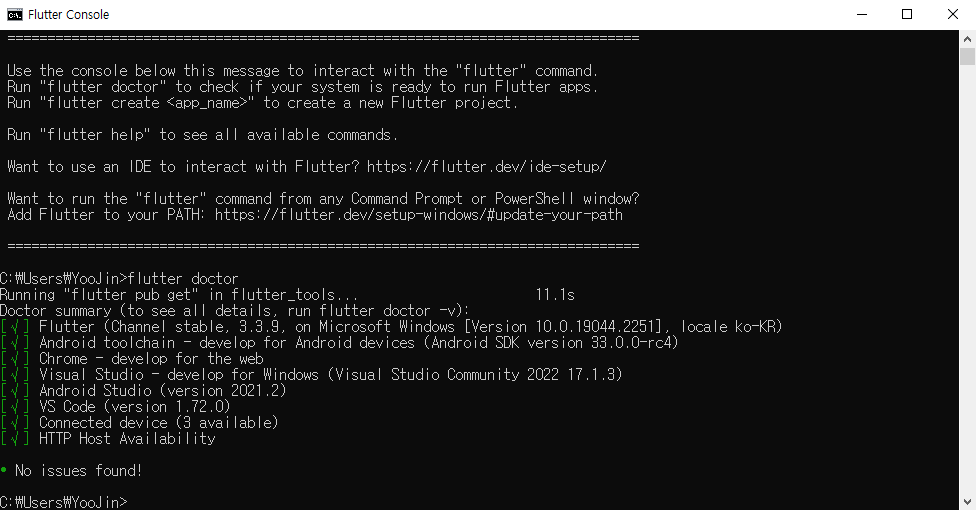 Flutter Console
================================================================================
Use the console below this message to interact with the "flutter" command.
Run "flutter doctor" to check if your system is ready to run Flutter apps.
Run "flutter create <app_name>" to create a new Flutter project.
Run "flutter help" to see all available commands.
Want to use an IDE to interact with Flutter? https://flutter.dev/ide-setup/
Want to run the "flutter" command from any Command Prompt or PowerShell window?
Add Flutter to your PATH: https://flutter.dev/setup-windows/#update-your-path
================================================================================
C:₩Users₩YooJin>flutter doctor
Running "flutter pub get" in flutter_tools... 11.1s
Doctor summary (to see all details, run flutter doctor -v):
[√] Flutter (Channel stable, 3.3.9, on Microsoft Windows [Version 10.0.19044.2251], locale ko-KR)
[√] Android toolchain - develop for Android devices (Android SDK version 33.0.0-rc4)
[√] Chrome - develop for the web
[√] Visual Studio - develop for Windows (Visual Studio Community 2022 17.1.3)
[√] Android Studio (version 2021.2)
[√] VS Code (version 1.72.0)
[√] Connected device (3 available)
[√] HTTP Host Availability
• No issues found!
C:₩Users₩YooJin>